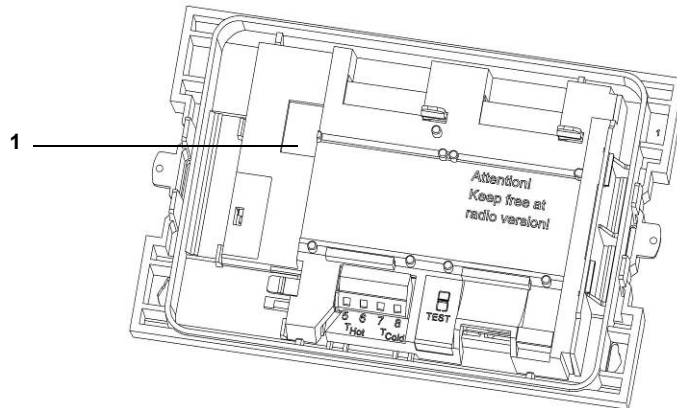 1
1
Attention!
Keep free at
radio version!
5 6 7 8
THot TCold
TEST